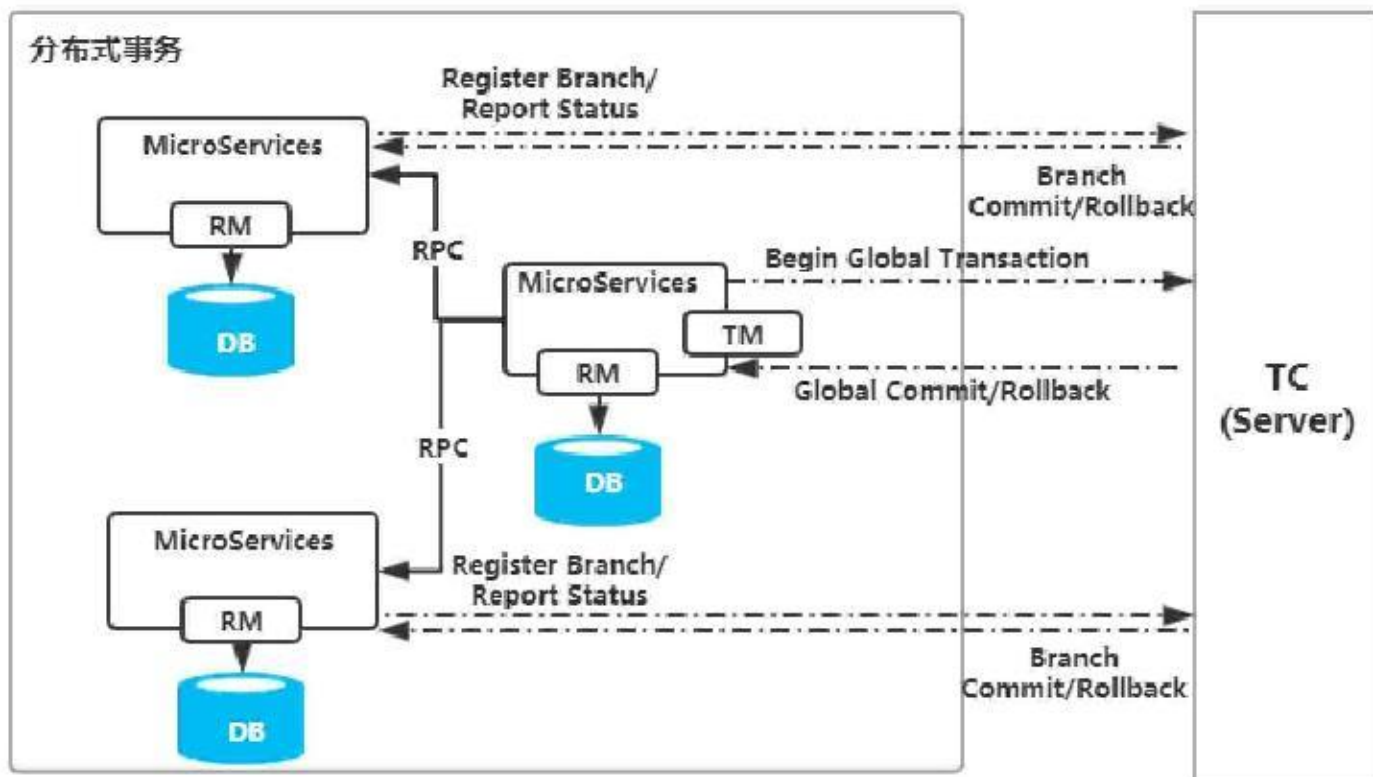 分布式事务
Register Branch/
Report Status
MicroServices
RM
DB
Branch
Commit/Rollback
RPC
Begin Global Transaction
MicroServices
TM
RM
DB
Global Commit/Rollback
TC
(Server)
RPC
MicroServices
RM
DB
Register Branch/
Report Status
Branch
Commit/Rollback